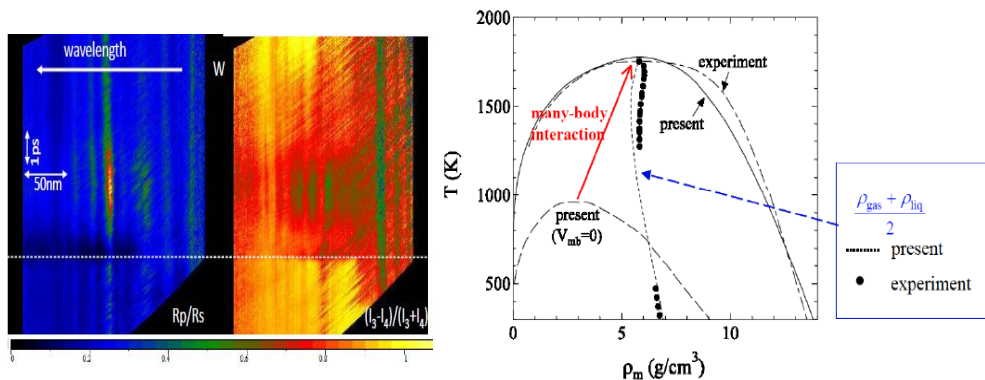 wavelength
W
1ps
50nm
Rp/Rs
(I₃-I₄)/(I₃+I₄)
0 0.2 0.4 0.6 0.8 1
2000
1500
1000
500
T (K)
0 5 10
ρₘ (g/cm³)
experiment
present
many-body
interaction
present
(Vₘb=0)
(ρgas + ρliq)/2
present
experiment